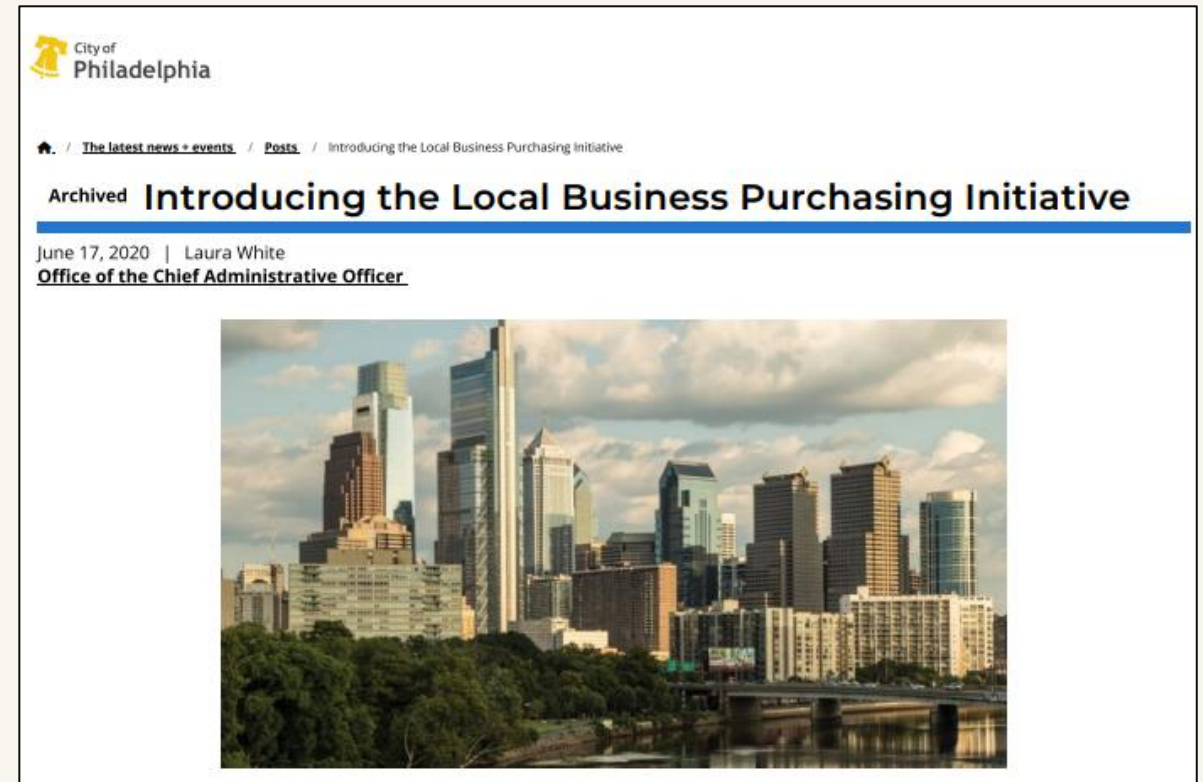 City of
Philadelphia
/ The latest news + events / Posts / Introducing the Local Business Purchasing Initiative
Archived Introducing the Local Business Purchasing Initiative
June 17, 2020 | Laura White
Office of the Chief Administrative Officer